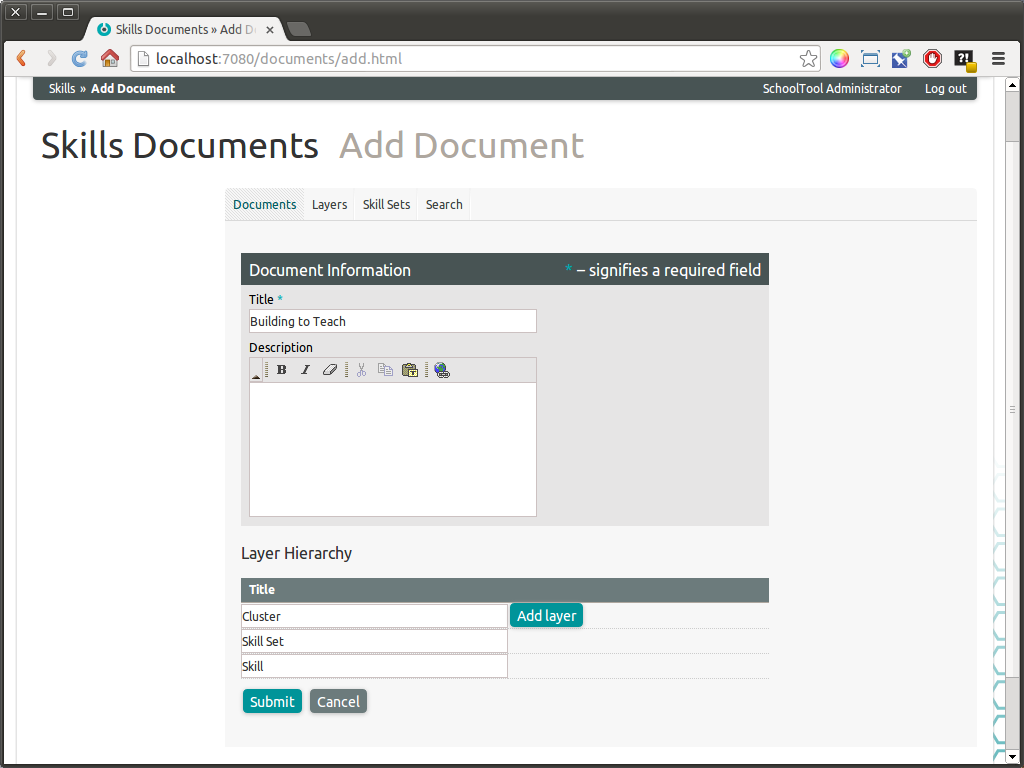 Skills Documents » Add D
localhost:7080/documents/add.html
?!
Skills » Add Document
SchoolTool Administrator Log out
Skills Documents Add Document
Documents Layers Skill Sets Search
Document Information * – signifies a required field
Title *
Building to Teach
Description
B I
Layer Hierarchy
Title
Cluster Add layer
Skill Set
Skill
Submit Cancel